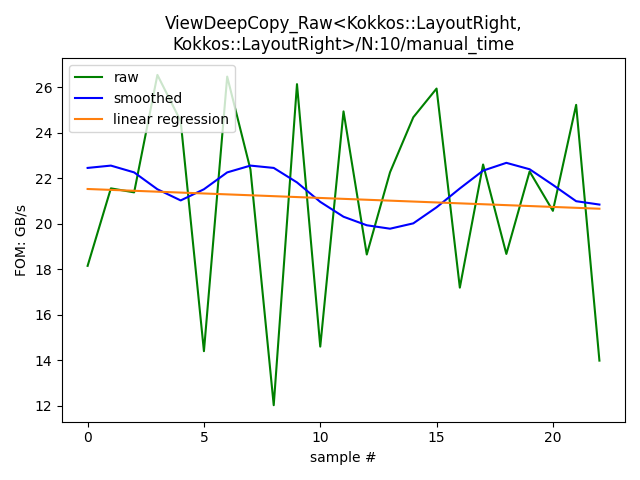 ViewDeepCopy_Raw<Kokkos::LayoutRight,
Kokkos::LayoutRight>/N:10/manual_time
raw
smoothed
linear regression
FOM: GB/s
26
24
22
20
18
16
14
12
0 5 10 15 20
sample #